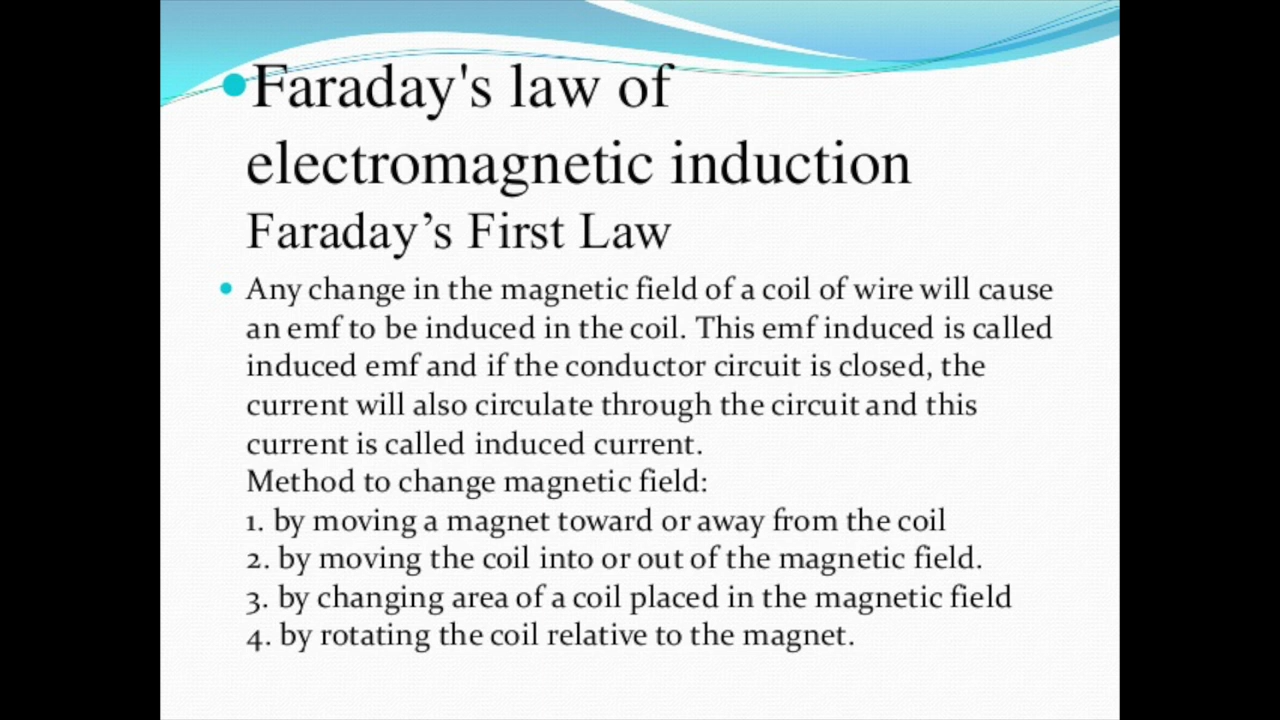 •Faraday's law of
electromagnetic induction
Faraday’s First Law
• Any change in the magnetic field of a coil of wire will cause
an emf to be induced in the coil. This emf induced is called
induced emf and if the conductor circuit is closed, the
current will also circulate through the circuit and this
current is called induced current.
Method to change magnetic field:
1. by moving a magnet toward or away from the coil
2. by moving the coil into or out of the magnetic field.
3. by changing area of a coil placed in the magnetic field
4. by rotating the coil relative to the magnet.